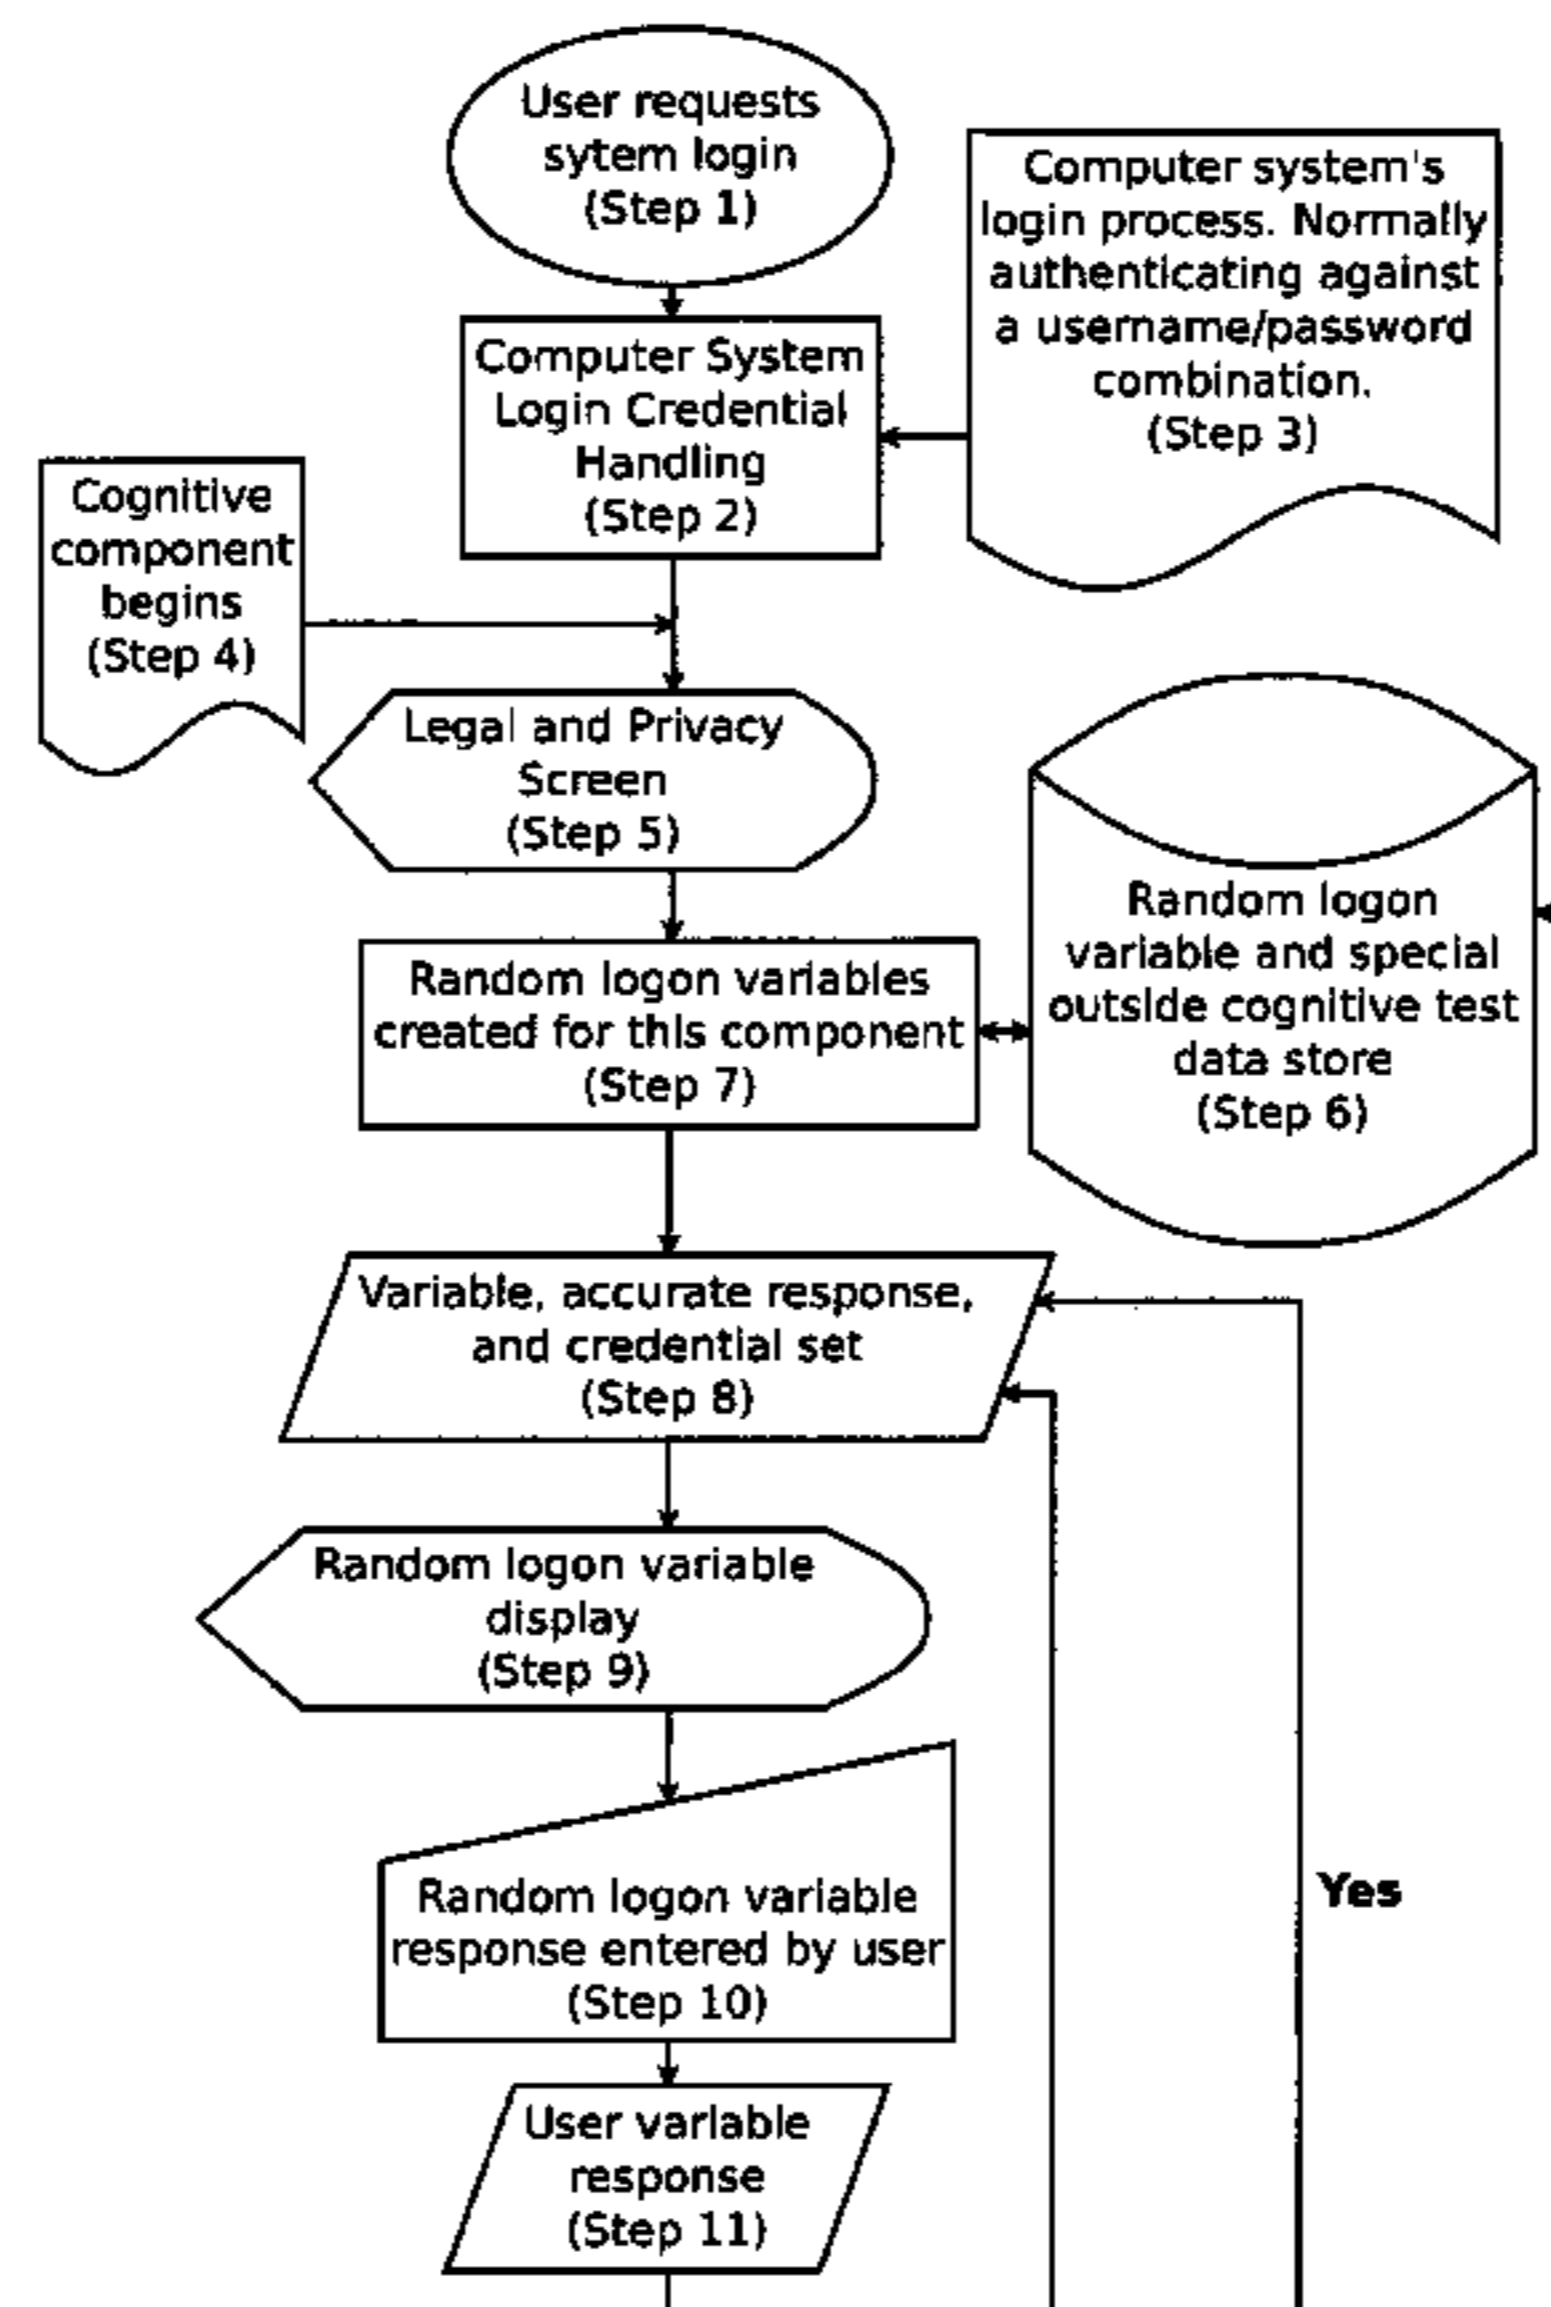 User requests
sytem login
(Step 1)
Computer system's
login process. Normally
authenticating against
a username/password
combination.
(Step 3)
Computer System
Login Credential
Handling
(Step 2)
Cognitive
component
begins
(Step 4)
Legal and Privacy
Screen
(Step 5)
Random logon
variable and special
outside cognitive test
data store
(Step 6)
Random logon variables
created for this component
(Step 7)
Variable, accurate response,
and credential set
(Step 8)
Random logon variable
display
(Step 9)
Yes
Random logon variable
response entered by user
(Step 10)
User variable
response
(Step 11)